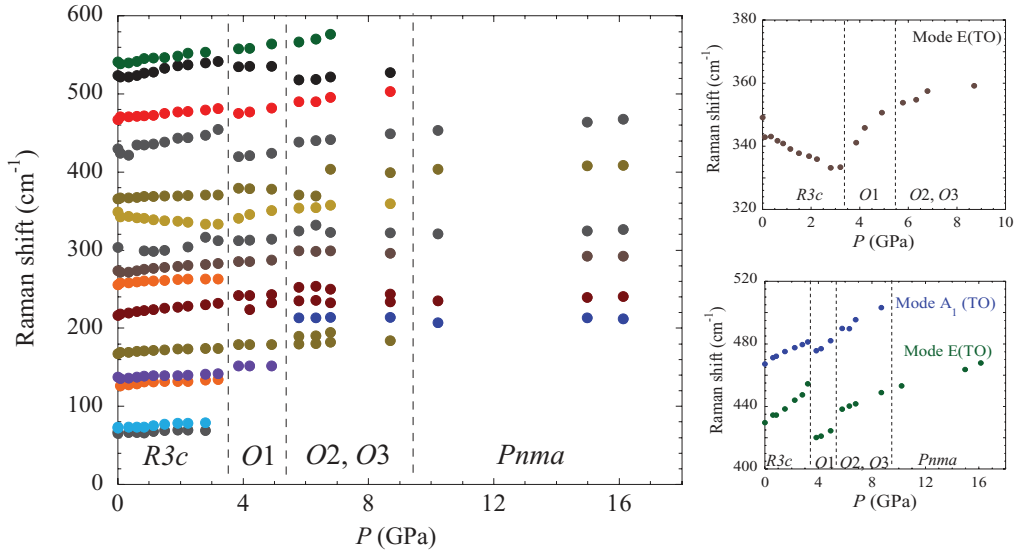 600
500
400
300
200
100
0
Raman shift (cm⁻¹)
R3c
O1
O2, O3
Pnma
0
4
8
12
16
P (GPa)
380
360
340
320
Raman shift (cm⁻¹)
Mode E(TO)
R3c
O1
O2, O3
0
2
4
6
8
10
P (GPa)
520
480
440
400
Raman shift (cm⁻¹)
Mode A₁ (TO)
Mode E(TO)
R3c
O1
O2, O3
Pnma
0
4
8
12
16
P (GPa)